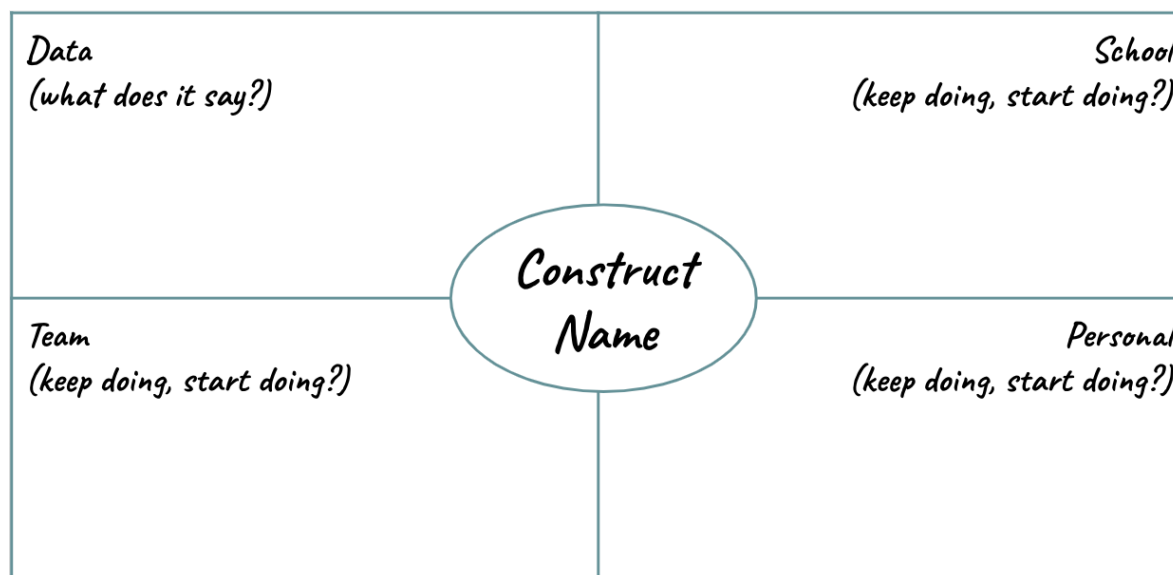 Data
(what does it say?)
School
(keep doing, start doing?)
Construct
Name
Team
(keep doing, start doing?)
Personal
(keep doing, start doing?)